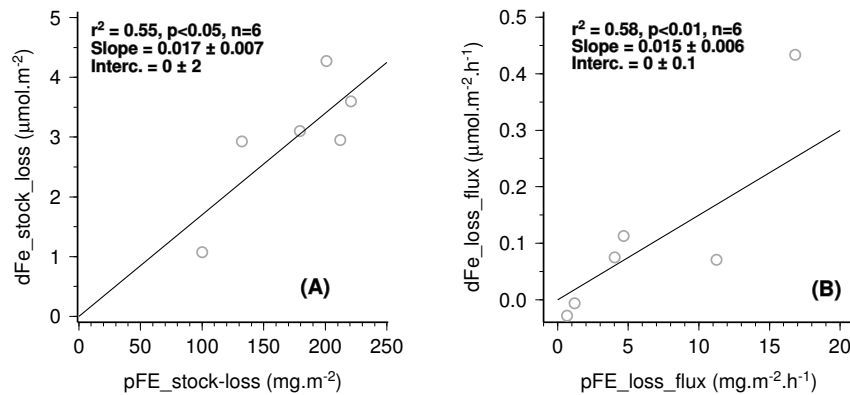 r² = 0.55, p<0.05, n=6
Slope = 0.017 ± 0.007
Interc. = 0 ± 2
5
4
3
2
1
0
dFe_stock_loss (μmol.m⁻²)
(A)
0 50 100 150 200 250
pFE_stock-loss (mg.m⁻²)
r² = 0.58, p<0.01, n=6
Slope = 0.015 ± 0.006
Interc. = 0 ± 0.1
0.5
0.4
0.3
0.2
0.1
0.0
dFe_loss_flux (μmol.m⁻².h⁻¹)
(B)
0 5 10 15 20
pFE_loss_flux (mg.m⁻².h⁻¹)